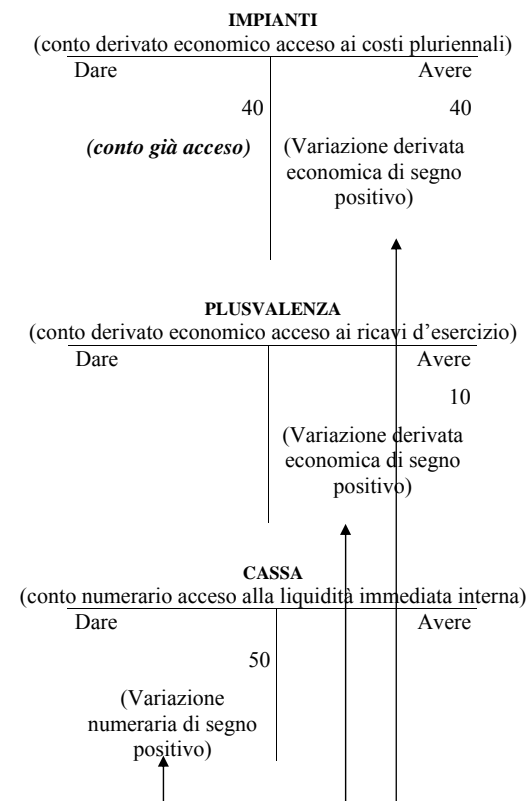 IMPIANTI
(conto derivato economico acceso ai costi pluriennali)
Dare Avere
40 40
(conto già acceso) (Variazione derivata
economica di segno
positivo)
PLUSVALENZA
(conto derivato economico acceso ai ricavi d’esercizio)
Dare Avere
10
(Variazione derivata
economica di segno
positivo)
CASSA
(conto numerario acceso alla liquidità immediata interna)
Dare Avere
50
(Variazione
numeraria di segno
positivo)